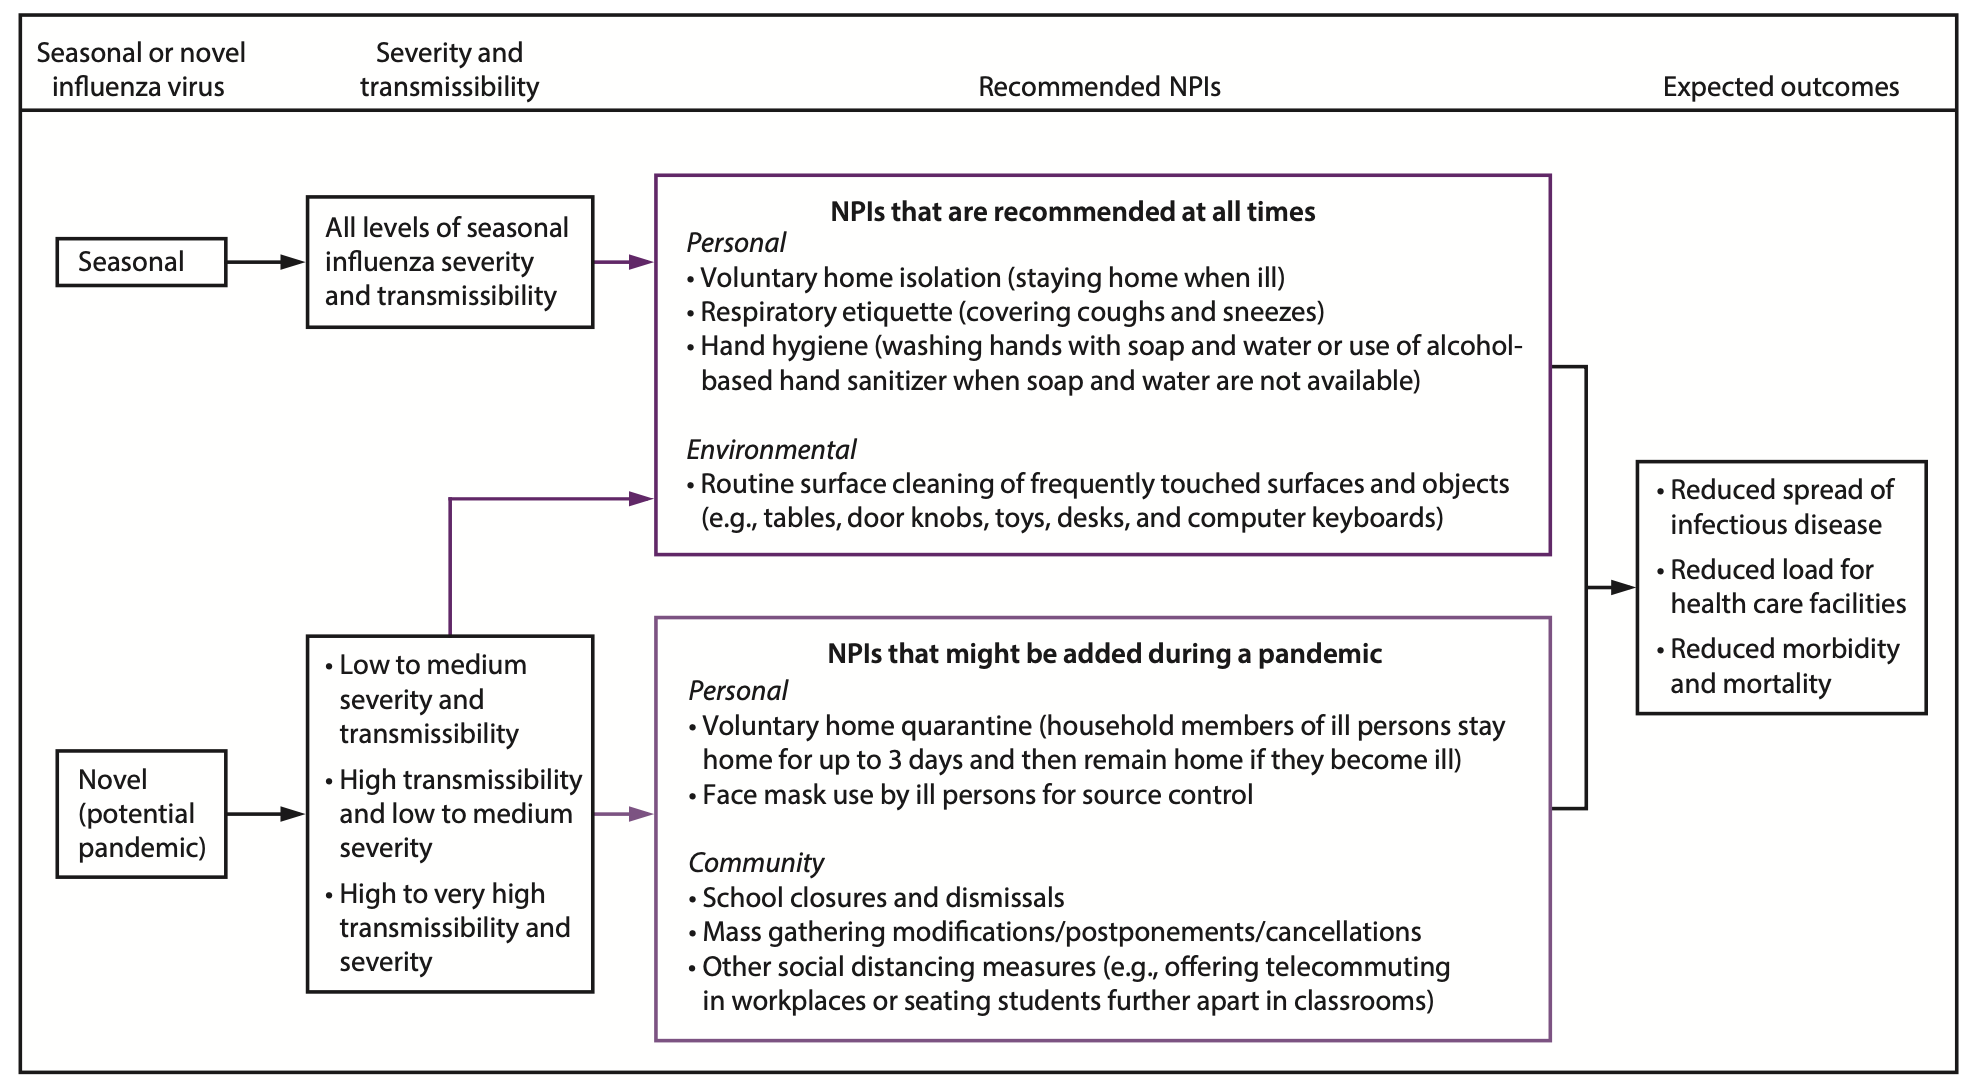 Seasonal or novel
influenza virus
Severity and
transmissibility
Recommended NPIs
Expected outcomes
Seasonal
All levels of seasonal
influenza severity
and transmissibility
NPIs that are recommended at all times
Personal
• Voluntary home isolation (staying home when ill)
• Respiratory etiquette (covering coughs and sneezes)
• Hand hygiene (washing hands with soap and water or use of alcohol-
based hand sanitizer when soap and water are not available)
Environmental
• Routine surface cleaning of frequently touched surfaces and objects
(e.g., tables, door knobs, toys, desks, and computer keyboards)
Novel
(potential
pandemic)
• Low to medium
severity and
transmissibility
• High transmissibility
and low to medium
severity
• High to very high
transmissibility and
severity
NPIs that might be added during a pandemic
Personal
• Voluntary home quarantine (household members of ill persons stay
home for up to 3 days and then remain home if they become ill)
• Face mask use by ill persons for source control
Community
• School closures and dismissals
• Mass gathering modifications/postponements/cancellations
• Other social distancing measures (e.g., offering telecommuting
in workplaces or seating students further apart in classrooms)
• Reduced spread of
infectious disease
• Reduced load for
health care facilities
• Reduced morbidity
and mortality